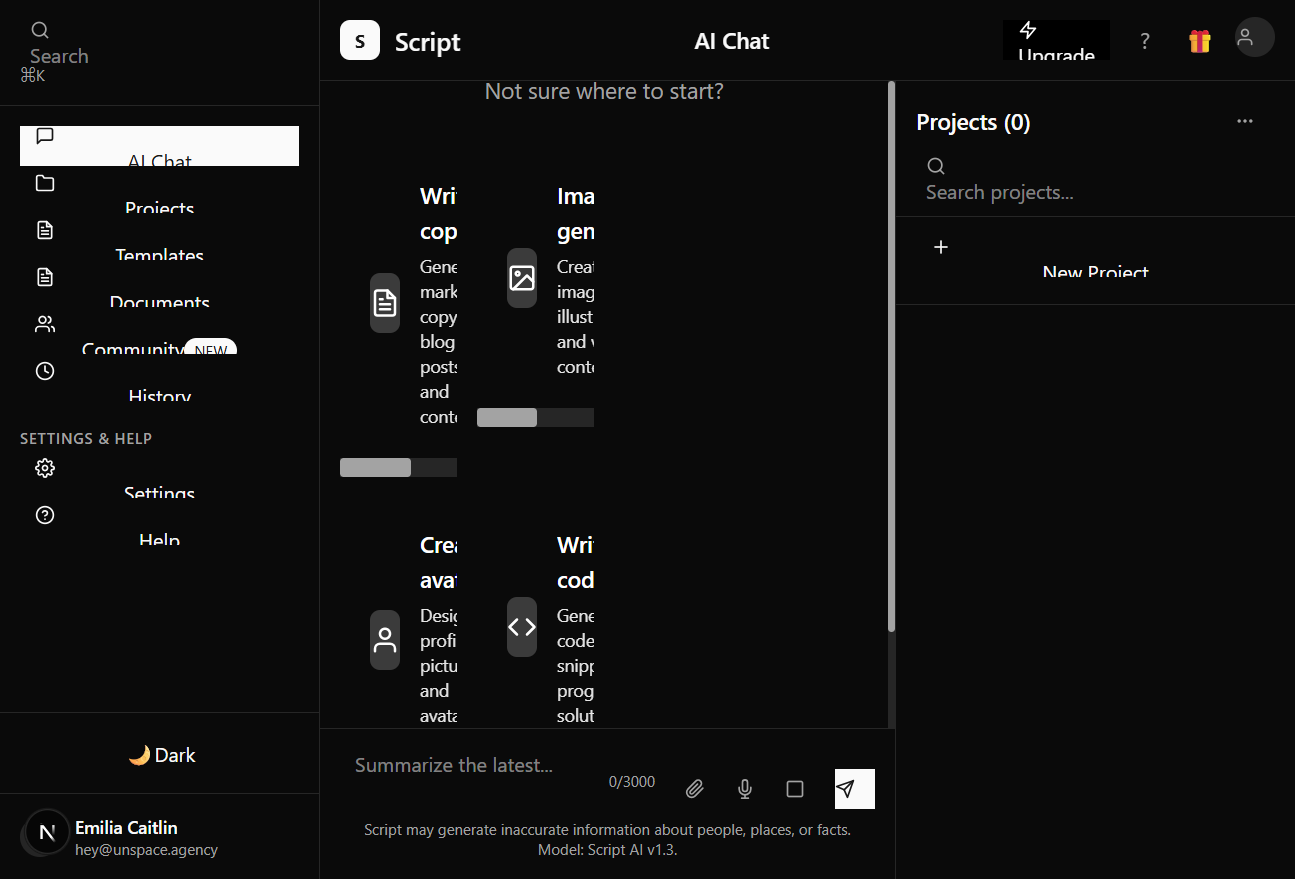 Search
⌘K
AI Chat
Projects
Templates
Documents
Community NEW
History
SETTINGS & HELP
Settings
Help
🌙 Dark
N
Emilia Caitlin
hey@unspace.agency
S Script
AI Chat
Upgrade
?
Not sure where to start?
Wri
cop
Gene
mark
copy
blog
posts
and
conte
Ima
gen
Creat
imag
illust
and v
conte
Crea
avat
Desig
profi
pictu
and
avata
Writ
cod
Gene
code
snipp
prog
solut
Summarize the latest...
0/3000
Script may generate inaccurate information about people, places, or facts.
Model: Script AI v1.3.
Projects (0)
Search projects...
New Project